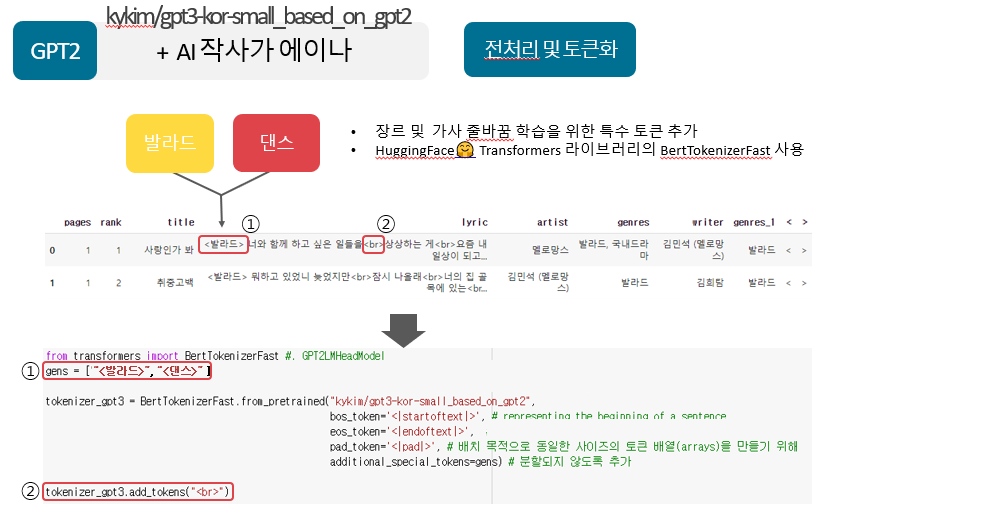 kykim/gpt3-kor-small_based_on_gpt2
GPT2
+ AI 작사가 에이나
전처리 및 토큰화
발라드
댄스
• 장르 및 가사 줄바꿈 학습을 위한 특수 토큰 추가
• HuggingFace🤗 Transformers 라이브러리의 BertTokenizerFast 사용
① ②
pages rank title lyric artist genres writer genres_1 < >
0 1 1 사랑인가 봐 <발라드> 너와 함께 하고 싶은 일들을<br>상상하는 게<br>요즘 내 일상이 되고... 멜로망스 발라드, 국내드라마 김민석 (멜로망스) 발라드 < >
1 1 2 취중고백 <발라드> 뭐하고 있었니 늦었지만<br>잠시 나올래<br>너의 집 골목에 있는<br... 김민석 (멜로망스) 발라드 김희탐 발라드 < >
from transformers import BertTokenizerFast #, GPT2LMHeadModel
① gens = ["<발라드>", "<댄스>"]
tokenizer_gpt3 = BertTokenizerFast.from_pretrained("kykim/gpt3-kor-small_based_on_gpt2",
bos_token='<|startoftext|>', # representing the beginning of a sentence
eos_token='<|endoftext|>',
pad_token='<|pad|>', # 배치 목적으로 동일한 사이즈의 토큰 배열(arrays)을 만들기 위해
additional_special_tokens=gens) # 분할되지 않도록 추가
② tokenizer_gpt3.add_tokens("<br>")